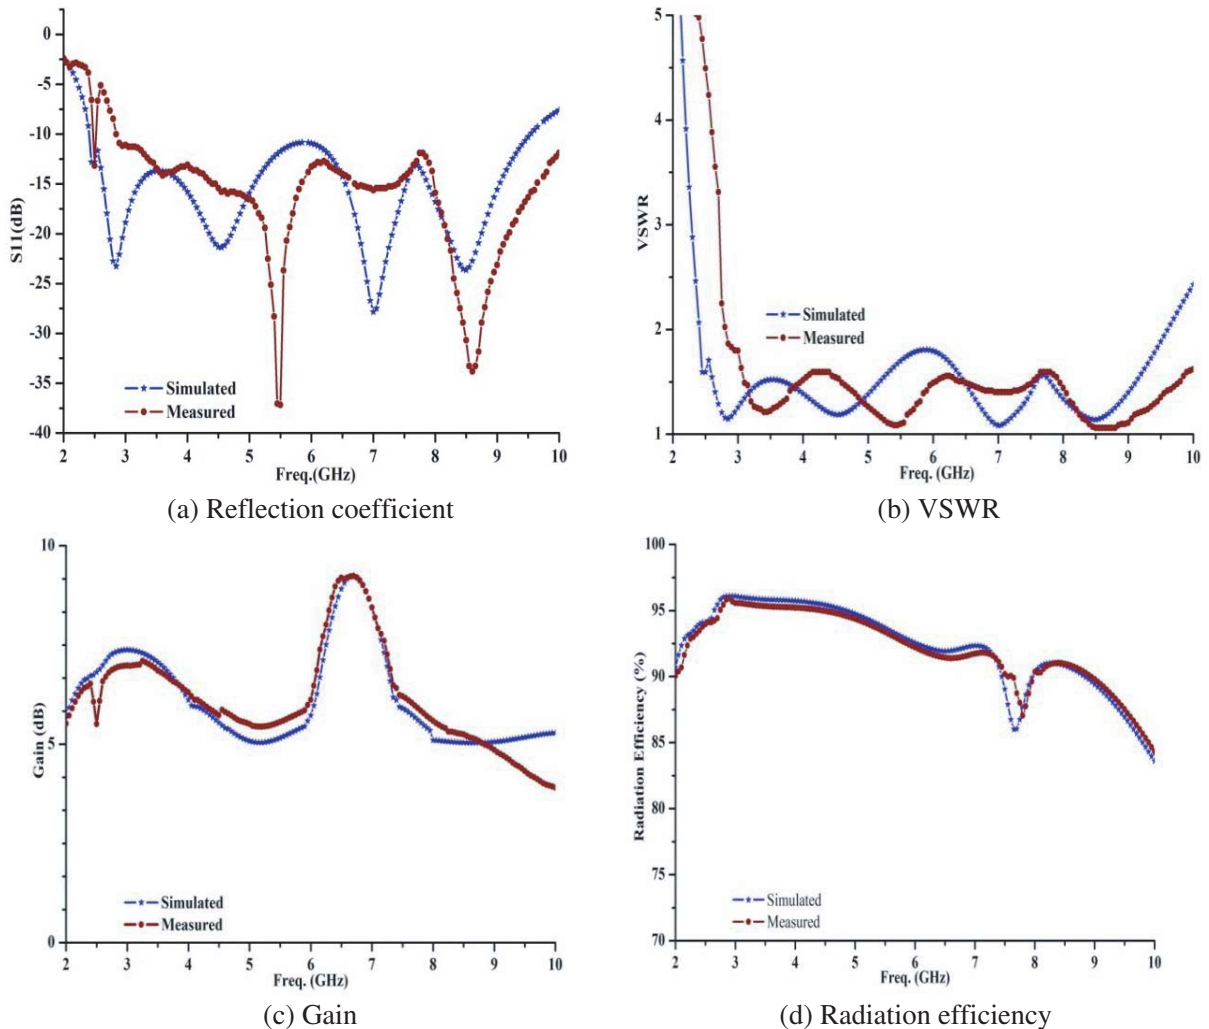 0
-5
-10
-15
-20
-25
-30
-35
-40
S11(dB)
Simulated
Measured
2 3 4 5 6 7 8 9 10
Freq.(GHz)
(a) Reflection coefficient
5
4
3
2
1
VSWR
Simulated
Measured
2 3 4 5 6 7 8 9 10
Freq.(GHz)
(b) VSWR
10
5
0
Gain (dB)
Simulated
Measured
2 3 4 5 6 7 8 9 10
Freq. (GHz)
(c) Gain
100
95
90
85
80
75
70
Radiation Efficiency (%)
Simulated
Measured
2 3 4 5 6 7 8 9 10
Freq. (GHz)
(d) Radiation efficiency